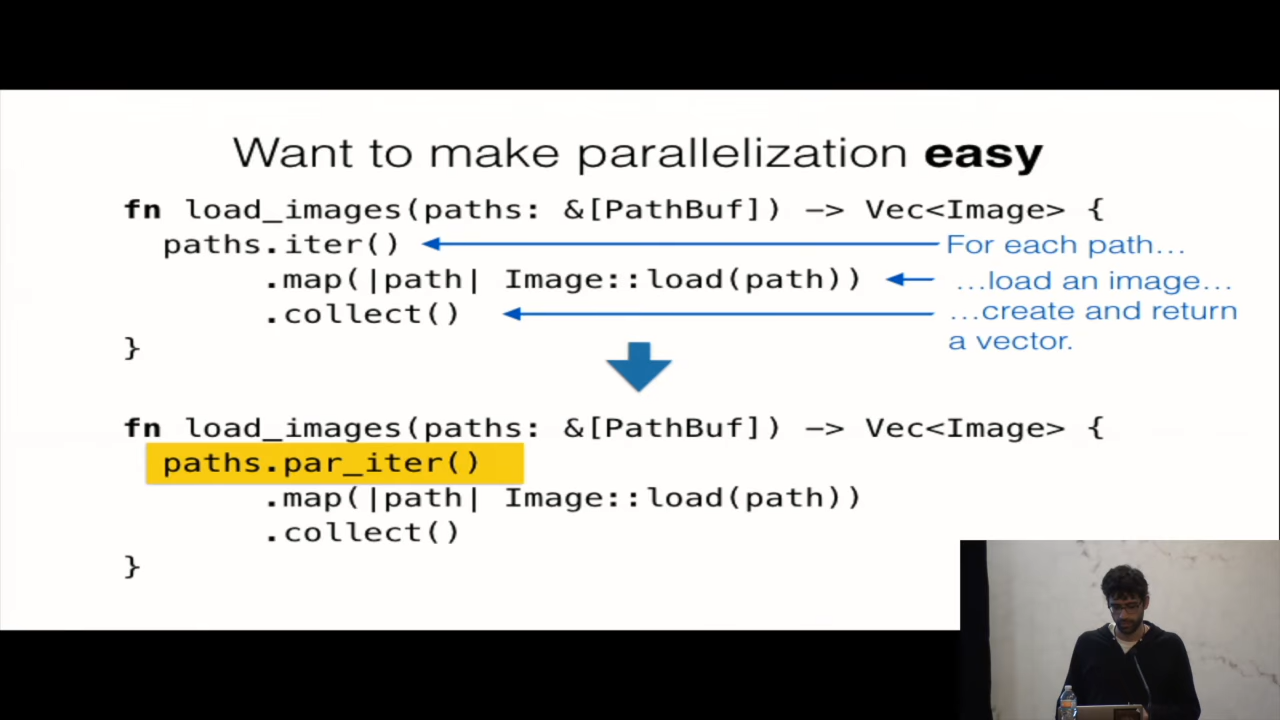 Want to make parallelization easy
fn load_images(paths: &[PathBuf]) –> Vec<Image> {
paths.iter()
For each path…
.map(|path| Image::load(path))
…load an image…
.collect()
…create and return
a vector.
}
fn load_images(paths: &[PathBuf]) –> Vec<Image> {
paths.par_iter()
.map(|path| Image::load(path))
.collect()
}